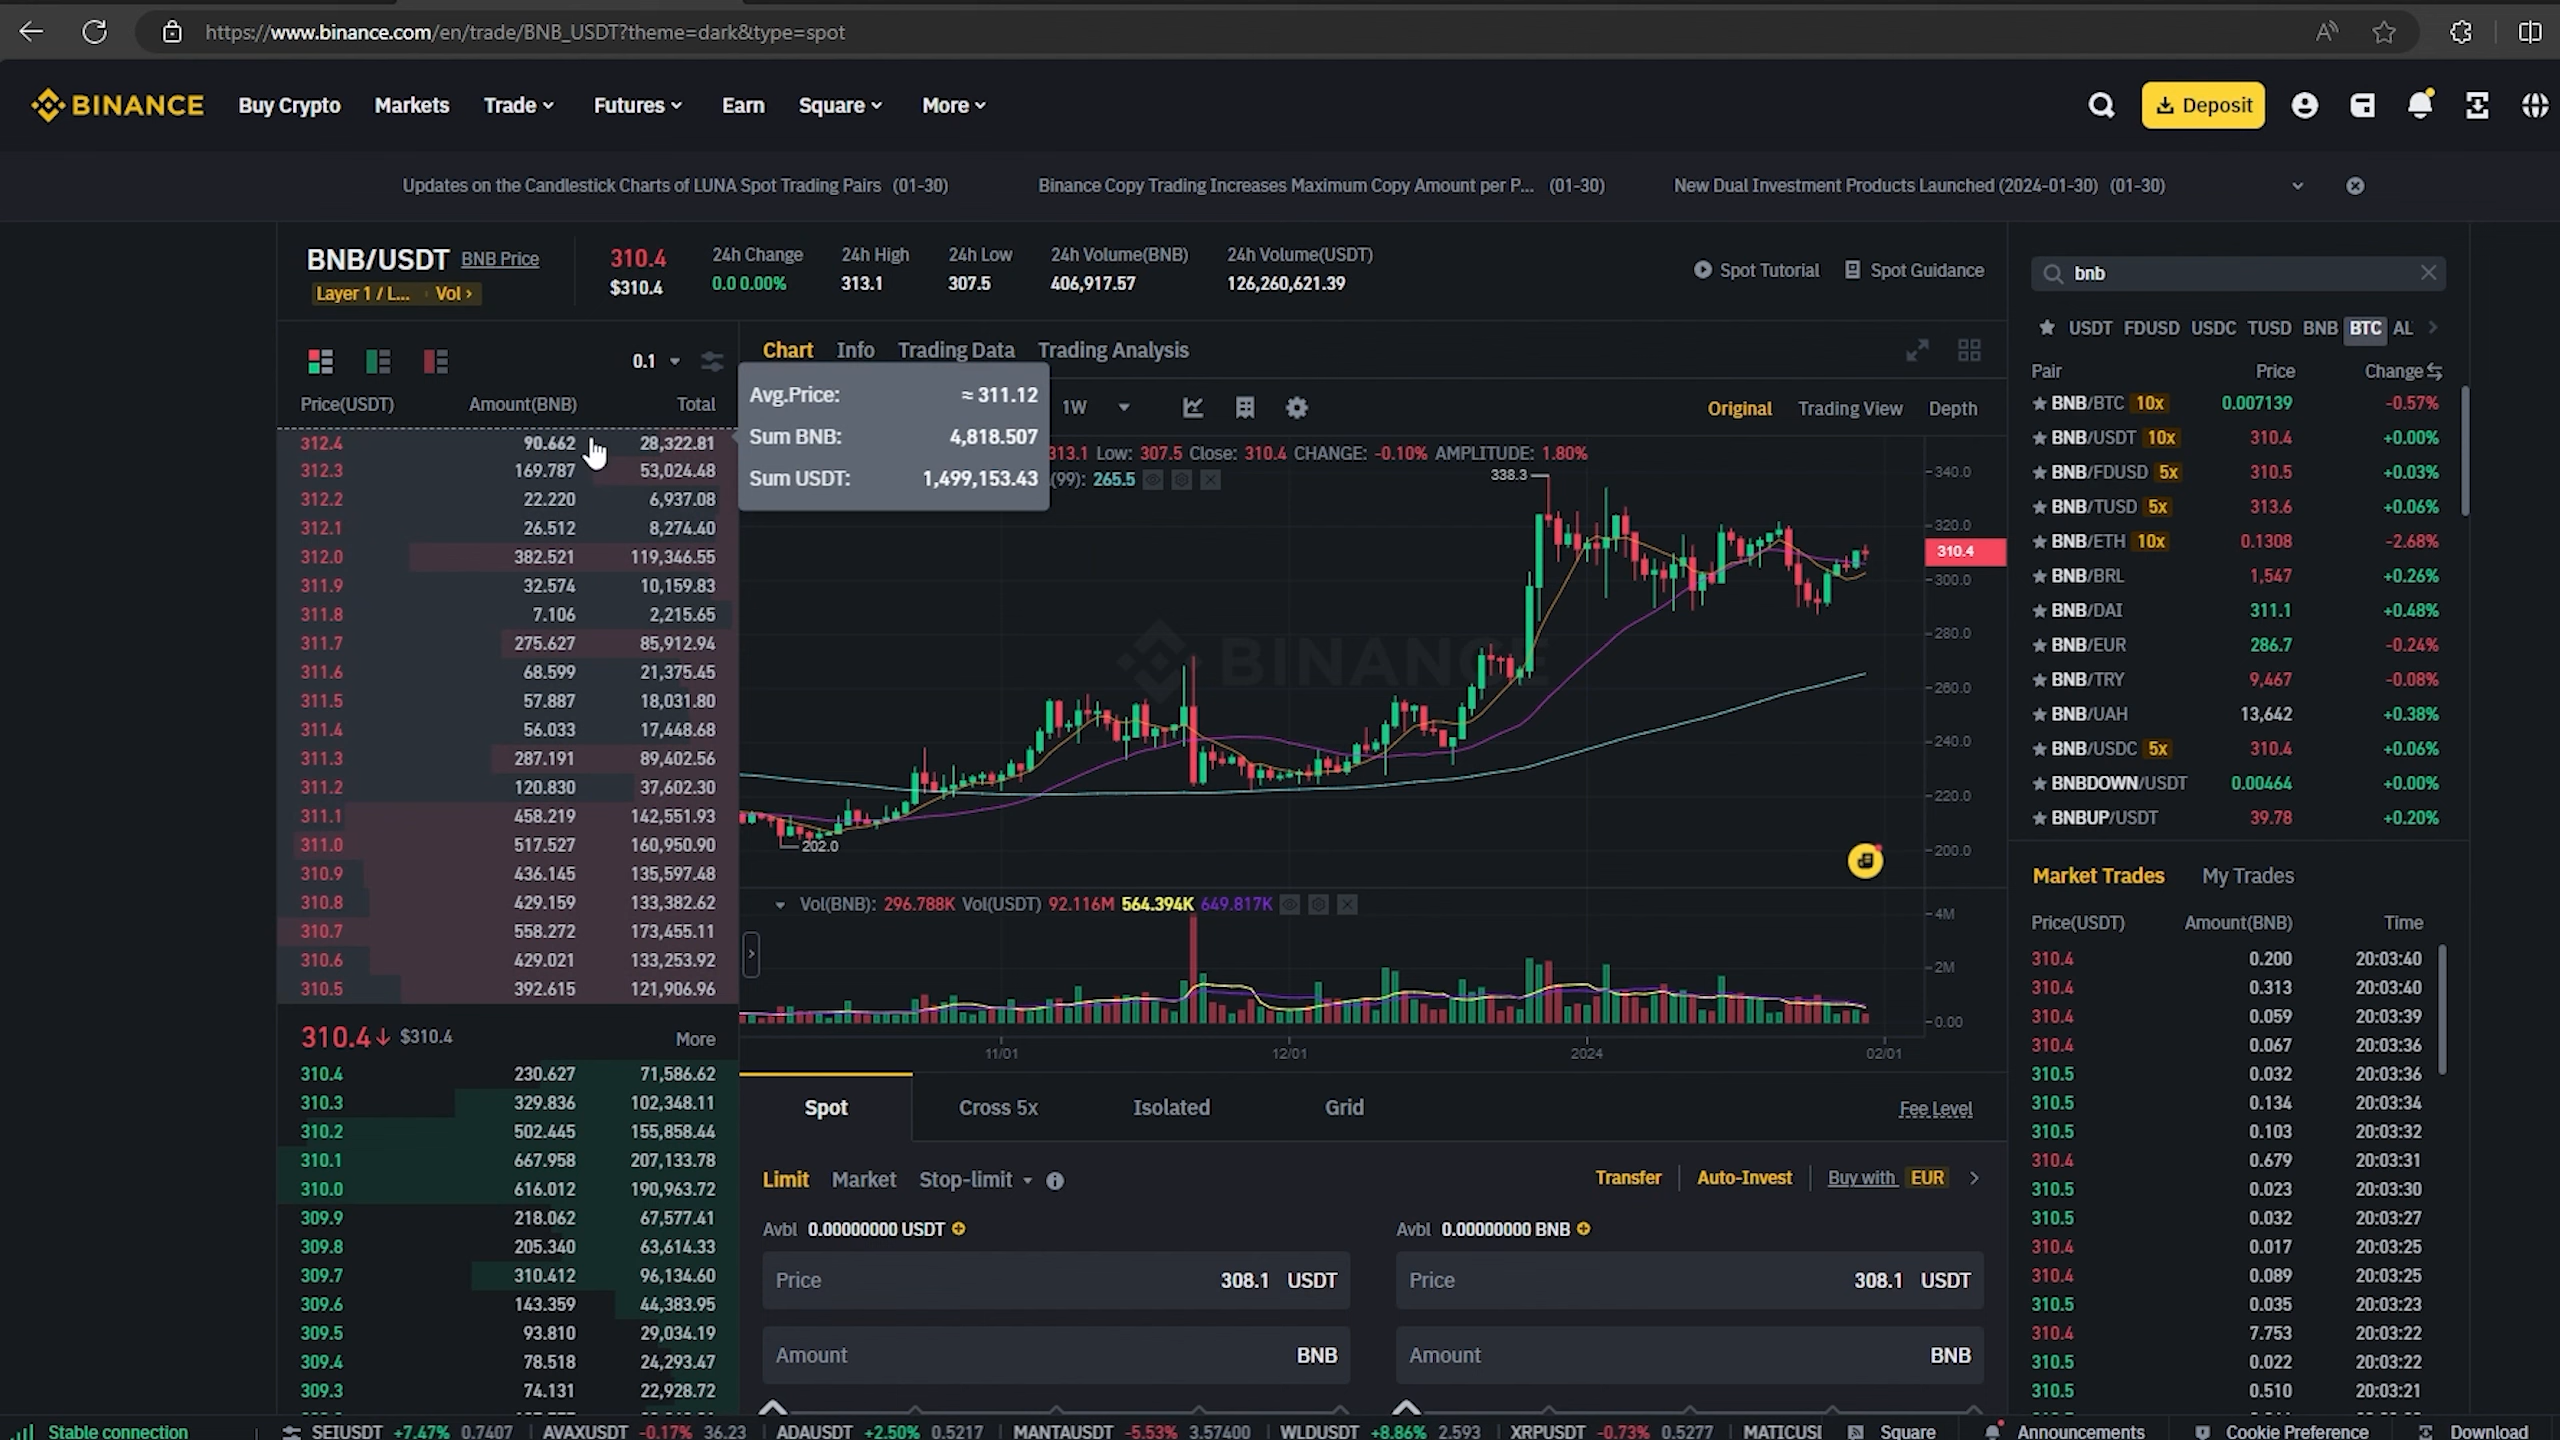 https://www.binance.com/en/trade/BNB_USDT?theme=dark&type=spot
BINANCE Buy Crypto Markets Trade Futures Earn Square More Deposit
Updates on the Candlestick Charts of LUNA Spot Trading Pairs (01-30) Binance Copy Trading Increases Maximum Copy Amount per P... (01-30) New Dual Investment Products Launched (2024-01-30) (01-30)
BNB/USDT BNB Price
Layer 1 / L... Vol
310.4
$310.4
24h Change
0.0 0.00%
24h High
313.1
24h Low
307.5
24h Volume(BNB)
406,917.57
24h Volume(USDT)
126,260,621.39
Spot Tutorial Spot Guidance
0.1
Price(USDT) Amount(BNB) Total
312.4 90.662 28,322.81
312.3 169.787 53,024.48
312.2 22.220 6,937.08
312.1 26.512 8,274.40
312.0 382.521 119,346.55
311.9 32.574 10,159.83
311.8 7.106 2,215.65
311.7 275.627 85,912.94
311.6 68.599 21,375.45
311.5 57.887 18,031.80
311.4 56.033 17,448.68
311.3 287.191 89,402.56
311.2 120.830 37,602.30
311.1 458.219 142,551.93
311.0 517.527 160,950.90
310.9 436.145 135,597.48
310.8 429.159 133,382.62
310.7 558.272 173,455.11
310.6 429.021 133,253.92
310.5 392.615 121,906.96
310.4 $310.4 More
310.4 230.627 71,586.62
310.3 329.836 102,348.11
310.2 502.445 155,858.44
310.1 667.958 207,133.78
310.0 616.012 190,963.72
309.9 218.062 67,577.41
309.8 205.340 63,614.33
309.7 310.412 96,134.60
309.6 143.359 44,383.95
309.5 93.810 29,034.19
309.4 78.518 24,293.47
309.3 74.131 22,928.72
Chart Info Trading Data Trading Analysis
Avg.Price: ≈ 311.12
Sum BNB: 4,818.507
Sum USDT: 1,499,153.43
1W
Original Trading View Depth
313.1 Low: 307.5 Close: 310.4 CHANGE: -0.10% AMPLITUDE: 1.80%
(99): 265.5
338.3
340.0
320.0
310.4
300.0
280.0
260.0
240.0
220.0
200.0
202.0
BINANCE
Vol(BNB): 296.788K Vol(USDT) 92.116M 564.394K 649.817K
4M
2M
0.00
11/01 12/01 2024 02/01
Spot Cross 5x Isolated Grid Fee Level
Limit Market Stop-limit Transfer Auto-Invest Buy with EUR
Avbl 0.00000000 USDT Avbl 0.00000000 BNB
Price 308.1 USDT Price 308.1 USDT
Amount BNB Amount BNB
bnb
USDT FDUSD USDC TUSD BNB BTC AL
Pair Price Change
BNB/BTC 10x 0.007139 -0.57%
BNB/USDT 10x 310.4 +0.00%
BNB/FDUSD 5x 310.5 +0.03%
BNB/TUSD 5x 313.6 +0.06%
BNB/ETH 10x 0.1308 -2.68%
BNB/BRL 1,547 +0.26%
BNB/DAI 311.1 +0.48%
BNB/EUR 286.7 -0.24%
BNB/TRY 9,467 -0.08%
BNB/UAH 13,642 +0.38%
BNB/USDC 5x 310.4 +0.06%
BNBDOWN/USDT 0.00464 +0.00%
BNBUP/USDT 39.78 +0.20%
Market Trades My Trades
Price(USDT) Amount(BNB) Time
310.4 0.200 20:03:40
310.4 0.313 20:03:40
310.4 0.059 20:03:39
310.4 0.067 20:03:36
310.5 0.032 20:03:36
310.5 0.134 20:03:34
310.5 0.103 20:03:32
310.4 0.679 20:03:31
310.5 0.023 20:03:30
310.5 0.032 20:03:27
310.4 0.017 20:03:25
310.4 0.089 20:03:25
310.5 0.035 20:03:23
310.4 7.753 20:03:22
310.5 0.022 20:03:22
310.5 0.510 20:03:21
Stable connection SEIUSDT +7.47% 0.7407 AVAXUSDT -0.17% 36.23 ADAUSDT +2.50% 0.5217 MANTAUSDT -5.53% 3.57400 WLDUSDT +8.86% 2.593 XRPUSDT -0.73% 0.5277 MATICUSI Square Announcements Cookie Preference Download